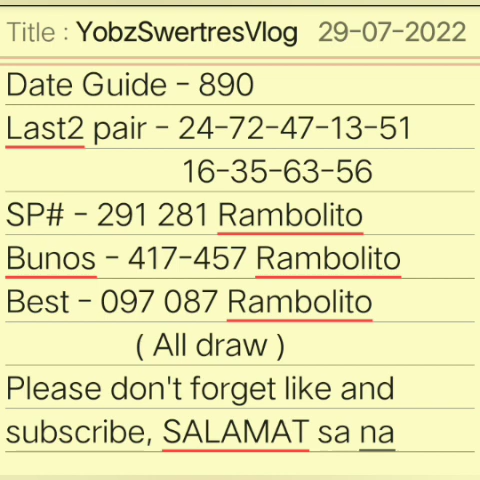 Title : YobzSwertresVlog 29-07-2022
Date Guide - 890
Last2 pair - 24-72-47-13-51
16-35-63-56
SP# - 291 281 Rambolito
Bunos - 417-457 Rambolito
Best - 097 087 Rambolito
( All draw )
Please don't forget like and
subscribe, SALAMAT sa na